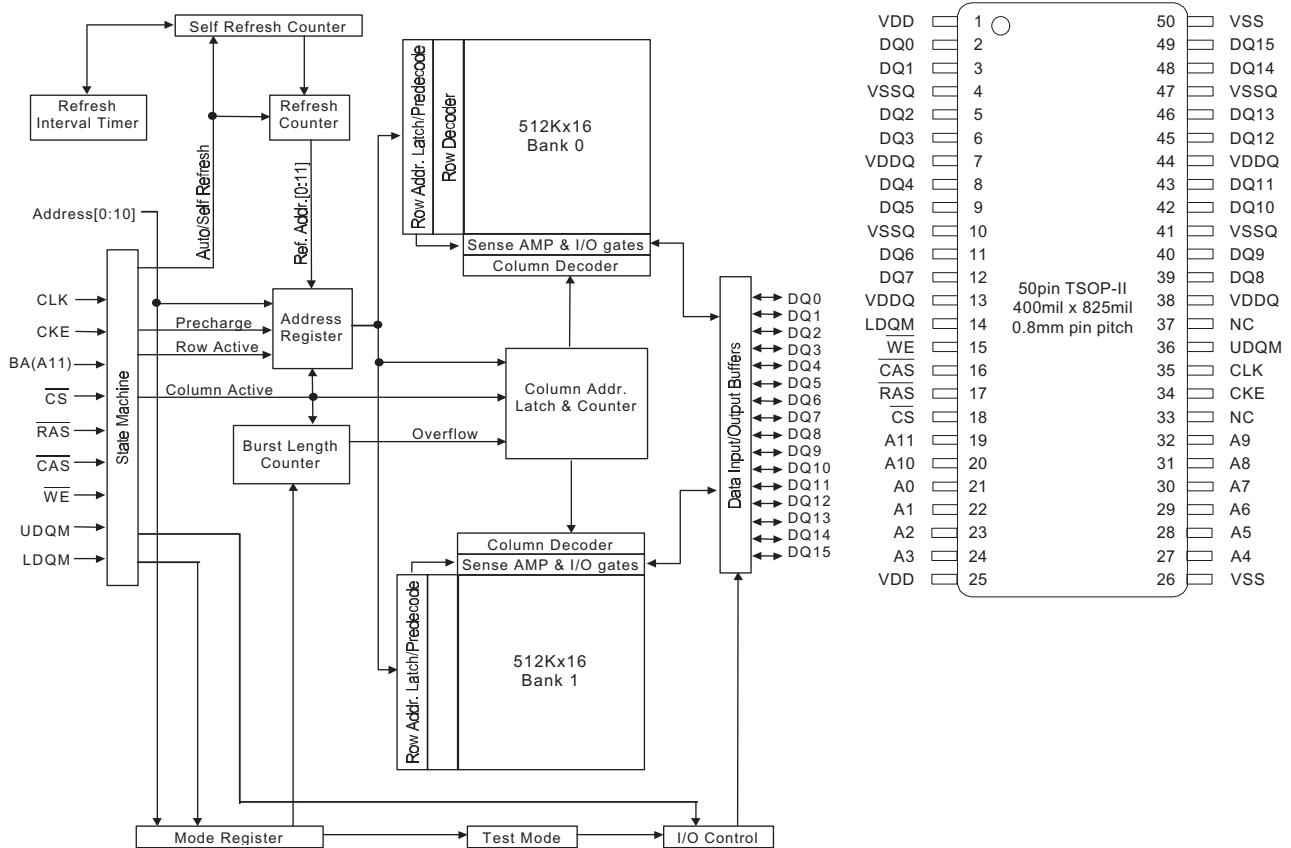 Self Refresh Counter
Refresh
Interval Timer
Refresh
Counter
Auto/Self Refresh
Ref. Addr.[0:11]
Address[0:10]
CLK
CKE
BA(A11)
CS
RAS
CAS
WE
UDQM
LDQM
State Machine
Precharge
Row Active
Column Active
Address
Register
Burst Length
Counter
Overflow
Row Addr. Latch/Predecode
Row Decoder
512Kx16
Bank 0
Sense AMP & I/O gates
Column Decoder
Column Addr.
Latch & Counter
Column Decoder
Sense AMP & I/O gates
Row Addr. Latch/Predecode
512Kx16
Bank 1
Data Input/Output Buffers
DQ0
DQ1
DQ2
DQ3
DQ4
DQ5
DQ6
DQ7
DQ8
DQ9
DQ10
DQ11
DQ12
DQ13
DQ14
DQ15
Mode Register
Test Mode
I/O Control
VDD 1 50 VSS
DQ0 2 49 DQ15
DQ1 3 48 DQ14
VSSQ 4 47 VSSQ
DQ2 5 46 DQ13
DQ3 6 45 DQ12
VDDQ 7 44 VDDQ
DQ4 8 43 DQ11
DQ5 9 42 DQ10
VSSQ 10 41 VSSQ
DQ6 11 40 DQ9
DQ7 12 39 DQ8
VDDQ 13 38 VDDQ
LDQM 14 37 NC
WE 15 36 UDQM
CAS 16 35 CLK
RAS 17 34 CKE
CS 18 33 NC
A11 19 32 A9
A10 20 31 A8
A0 21 30 A7
A1 22 29 A6
A2 23 28 A5
A3 24 27 A4
VDD 25 26 VSS
50pin TSOP-II
400mil x 825mil
0.8mm pin pitch